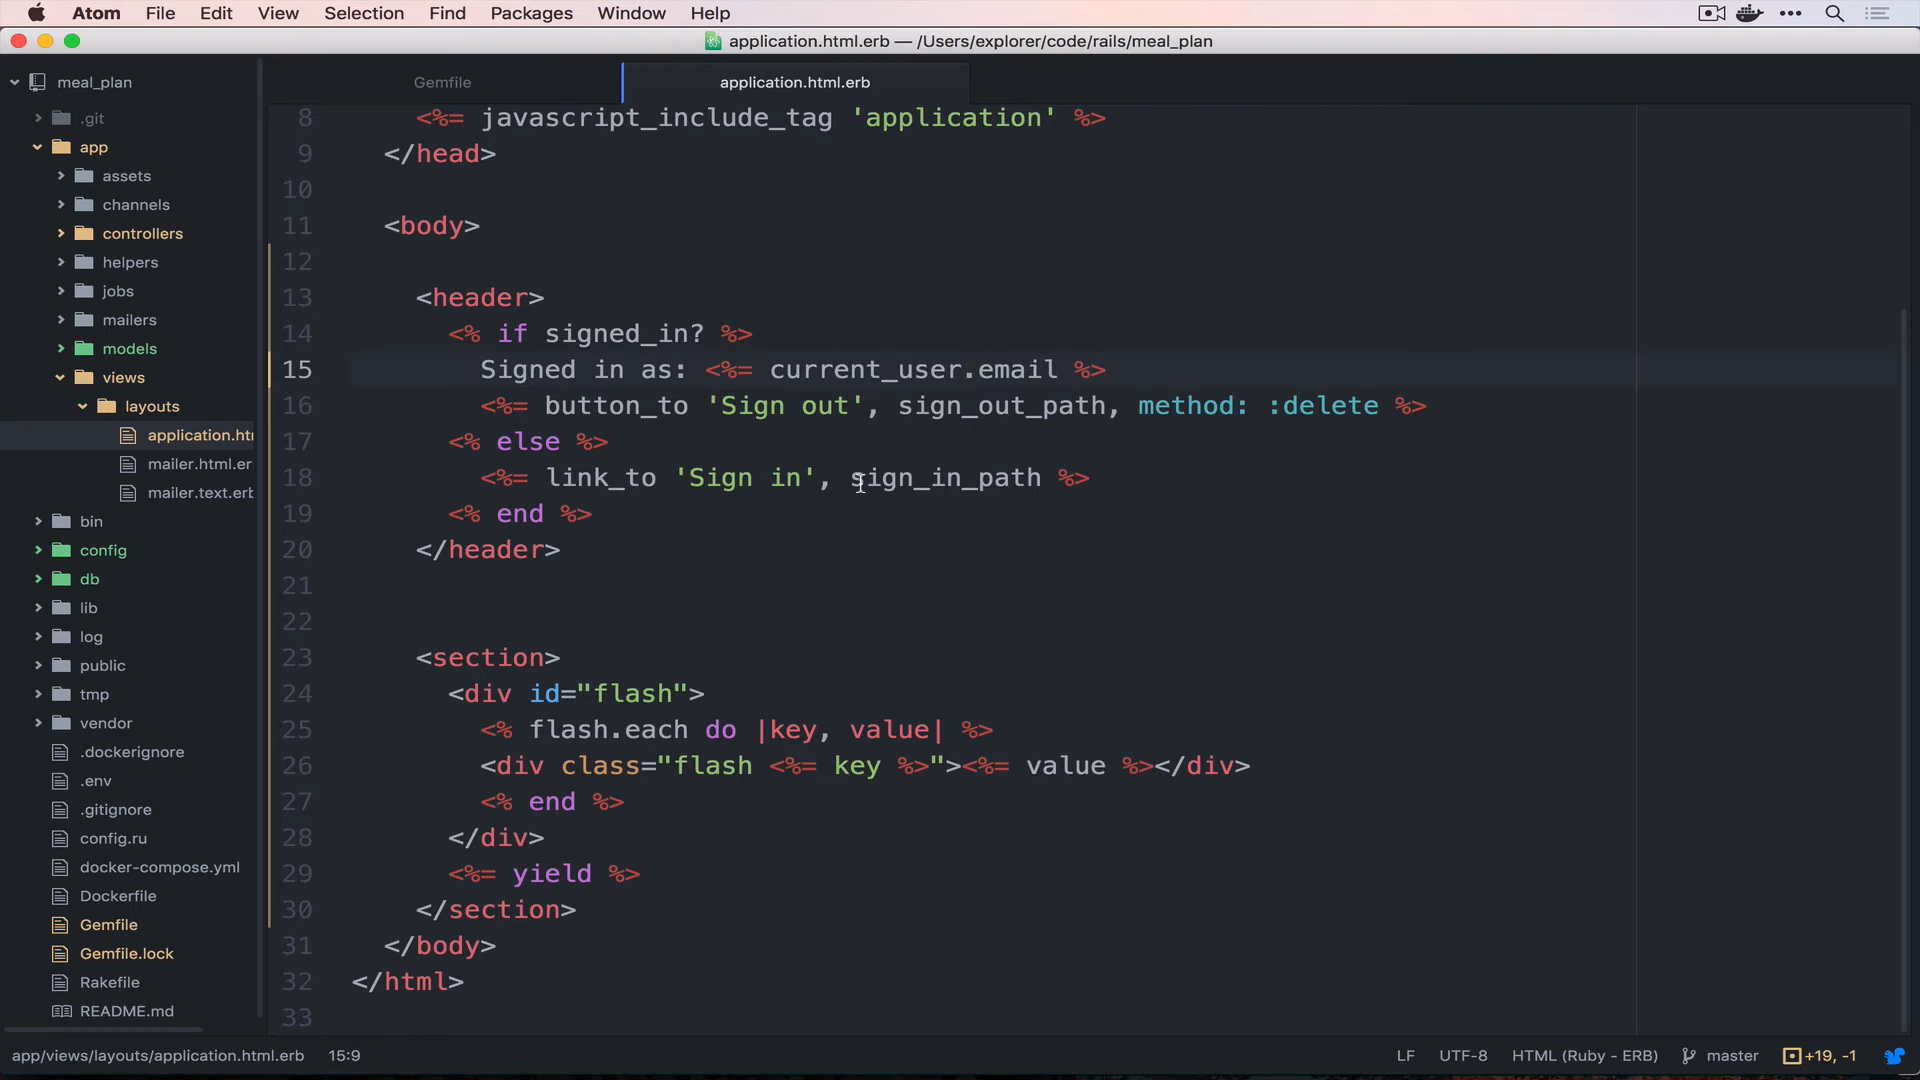 Atom File Edit View Selection Find Packages Window Help
application.html.erb — /Users/explorer/code/rails/meal_plan
meal_plan
.git
app
assets
channels
controllers
helpers
jobs
mailers
models
views
layouts
application.htm
mailer.html.er
mailer.text.erb
bin
config
db
lib
log
public
tmp
vendor
.dockerignore
.env
.gitignore
config.ru
docker-compose.yml
Dockerfile
Gemfile
Gemfile.lock
Rakefile
README.md
Gemfile
application.html.erb
8 <%= javascript_include_tag 'application' %>
9 </head>
10
11 <body>
12
13 <header>
14 <% if signed_in? %>
15 Signed in as: <%= current_user.email %>
16 <%= button_to 'Sign out', sign_out_path, method: :delete %>
17 <% else %>
18 <%= link_to 'Sign in', sign_in_path %>
19 <% end %>
20 </header>
21
22
23 <section>
24 <div id="flash">
25 <% flash.each do |key, value| %>
26 <div class="flash <%= key %>"><%= value %></div>
27 <% end %>
28 </div>
29 <%= yield %>
30 </section>
31 </body>
32 </html>
33
app/views/layouts/application.html.erb 15:9
LF UTF-8 HTML (Ruby - ERB) master +19, -1